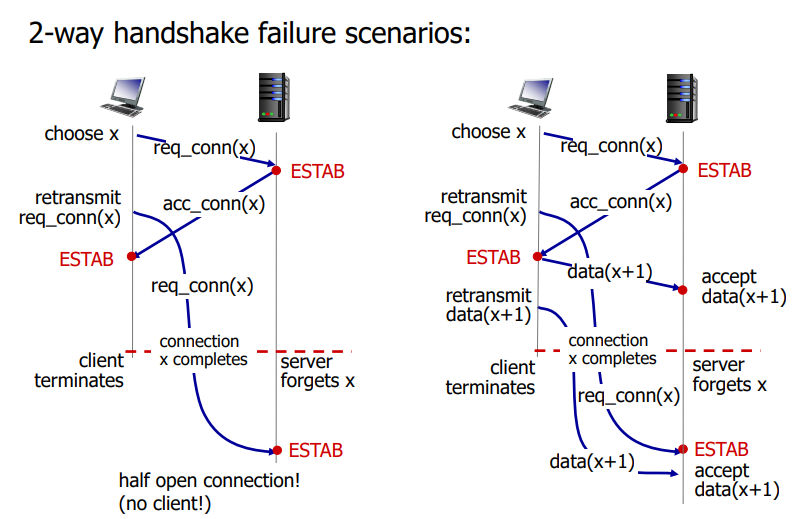 2-way handshake failure scenarios:
choose x
req_conn(x)
ESTAB
retransmit
req_conn(x)
acc_conn(x)
ESTAB
req_conn(x)
connection
x completes
client
terminates
server
forgets x
ESTAB
half open connection!
(no client!)
choose x
req_conn(x)
ESTAB
retransmit
req_conn(x)
acc_conn(x)
ESTAB
data(x+1)
accept
data(x+1)
retransmit
data(x+1)
connection
x completes
client
terminates
server
forgets x
req_conn(x)
ESTAB
data(x+1)
accept
data(x+1)